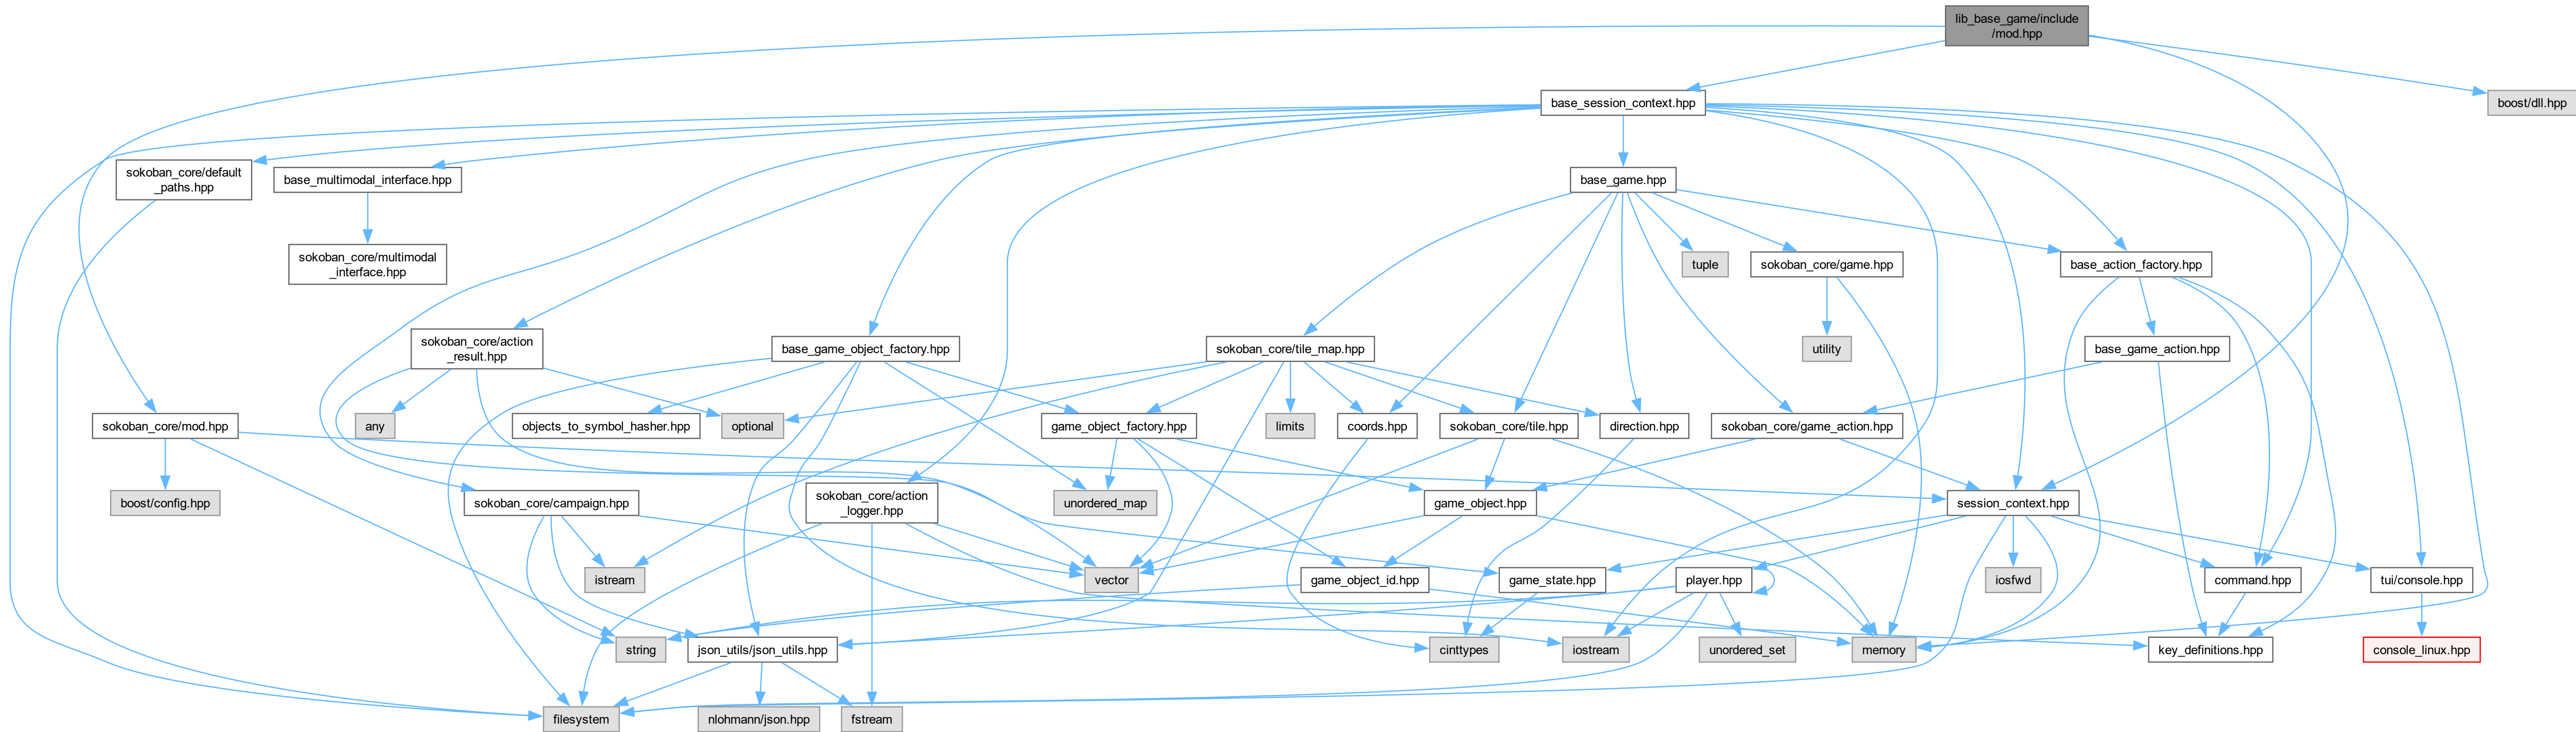 lib_base_game/include
/mod.hpp
base_session_context.hpp
boost/dll.hpp
sokoban_core/default
_paths.hpp
base_multimodal_interface.hpp
base_game.hpp
sokoban_core/multimodal
_interface.hpp
tuple
sokoban_core/game.hpp
base_action_factory.hpp
sokoban_core/action
_result.hpp
base_game_object_factory.hpp
sokoban_core/tile_map.hpp
utility
base_game_action.hpp
sokoban_core/mod.hpp
any
objects_to_symbol_hasher.hpp
optional
game_object_factory.hpp
limits
coords.hpp
sokoban_core/tile.hpp
direction.hpp
sokoban_core/game_action.hpp
boost/config.hpp
sokoban_core/campaign.hpp
sokoban_core/action
_logger.hpp
unordered_map
game_object.hpp
session_context.hpp
istream
vector
game_object_id.hpp
game_state.hpp
player.hpp
iosfwd
command.hpp
tui/console.hpp
string
json_utils/json_utils.hpp
iostream
cinttypes
unordered_set
memory
key_definitions.hpp
console_linux.hpp
filesystem
nlohmann/json.hpp
fstream